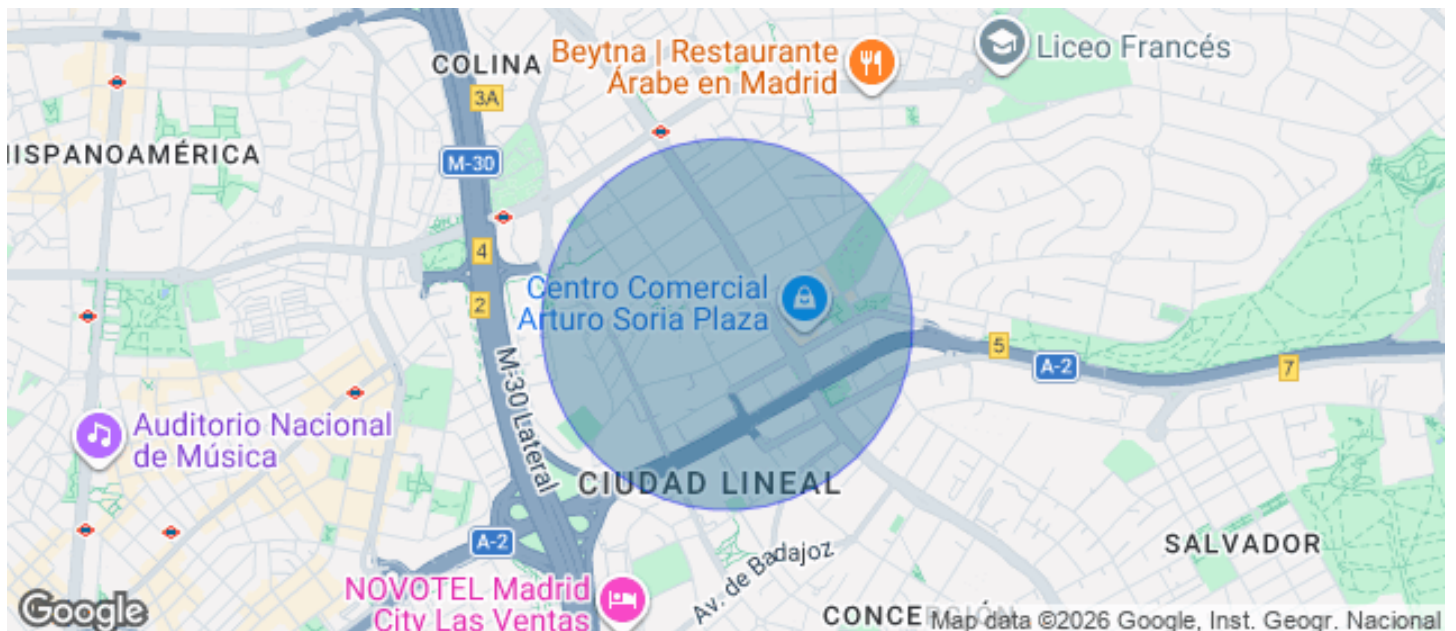 COLINA
Beytna | Restaurante
Árabe en Madrid
Liceo Francés
3A
HISPANOAMÉRICA
M-30
4
2
Centro Comercial
Arturo Soria Plaza
5
A-2
7
M-30 Lateral
Auditorio Nacional
de Música
CIUDAD LINEAL
A-2
SALVADOR
Av. de Badajoz
NOVOTEL Madrid
City Las Ventas
CONCEPCIÓN
Google
Map data ©2026 Google, Inst. Geogr. Nacional